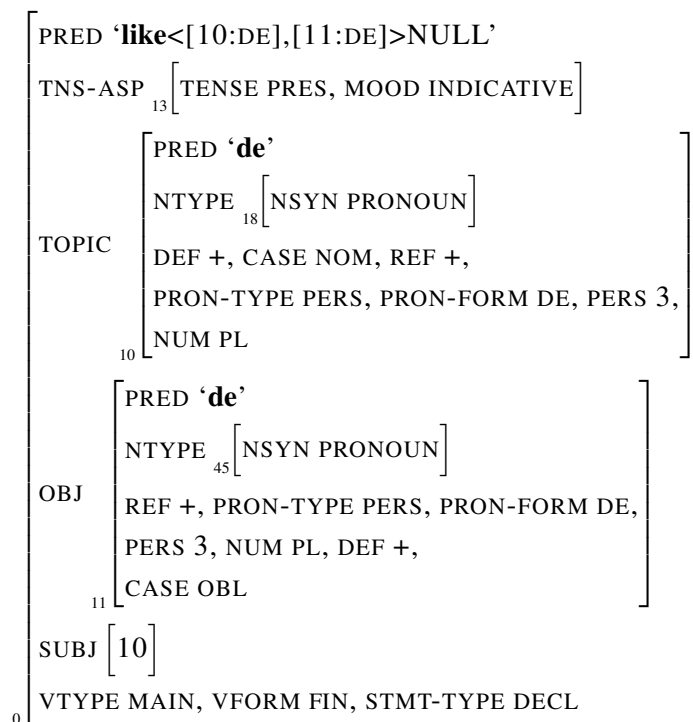 PRED ‘like<[10:DE],[11:DE]>NULL’
TNS-ASP 13[TENSE PRES, MOOD INDICATIVE]
PRED ‘de’
NTYPE 18[NSYN PRONOUN]
TOPIC
DEF +, CASE NOM, REF +,
PRON-TYPE PERS, PRON-FORM DE, PERS 3,
NUM PL
10
PRED ‘de’
NTYPE 45[NSYN PRONOUN]
OBJ
REF +, PRON-TYPE PERS, PRON-FORM DE,
PERS 3, NUM PL, DEF +,
CASE OBL
11
SUBJ [10]
VTYPE MAIN, VFORM FIN, STMT-TYPE DECL
0